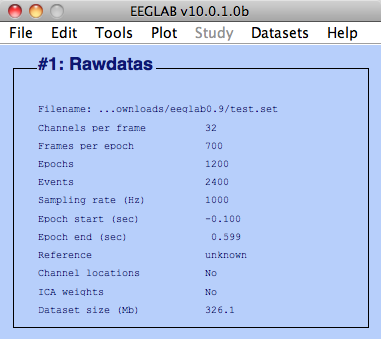 EEGLAB v10.0.1.0b
File Edit Tools Plot Study Datasets Help
#1: Rawdatas
Filename: ...ownloads/eeglab0.9/test.set
Channels per frame 32
Frames per epoch 700
Epochs 1200
Events 2400
Sampling rate (Hz) 1000
Epoch start (sec) -0.100
Epoch end (sec) 0.599
Reference unknown
Channel locations No
ICA weights No
Dataset size (Mb) 326.1